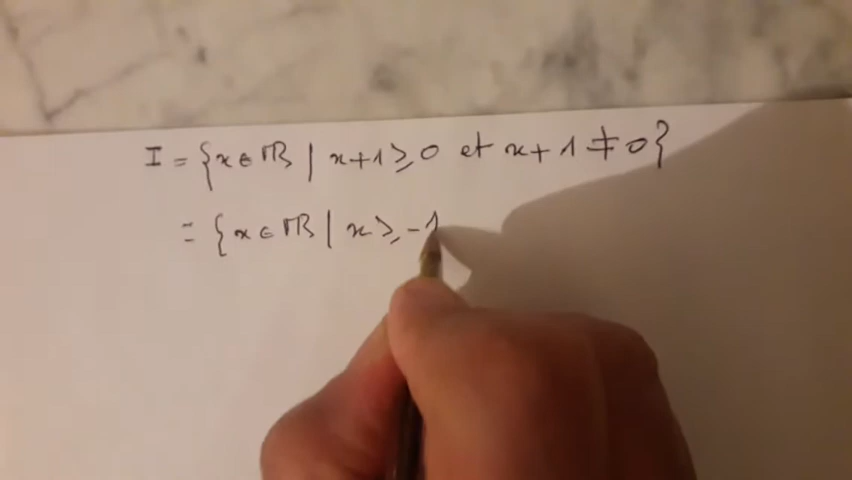 I = {x ∈ ℝ | x+1 ⩾ 0 et x+1 ≠ 0}
= {x ∈ ℝ | x ⩾ -1